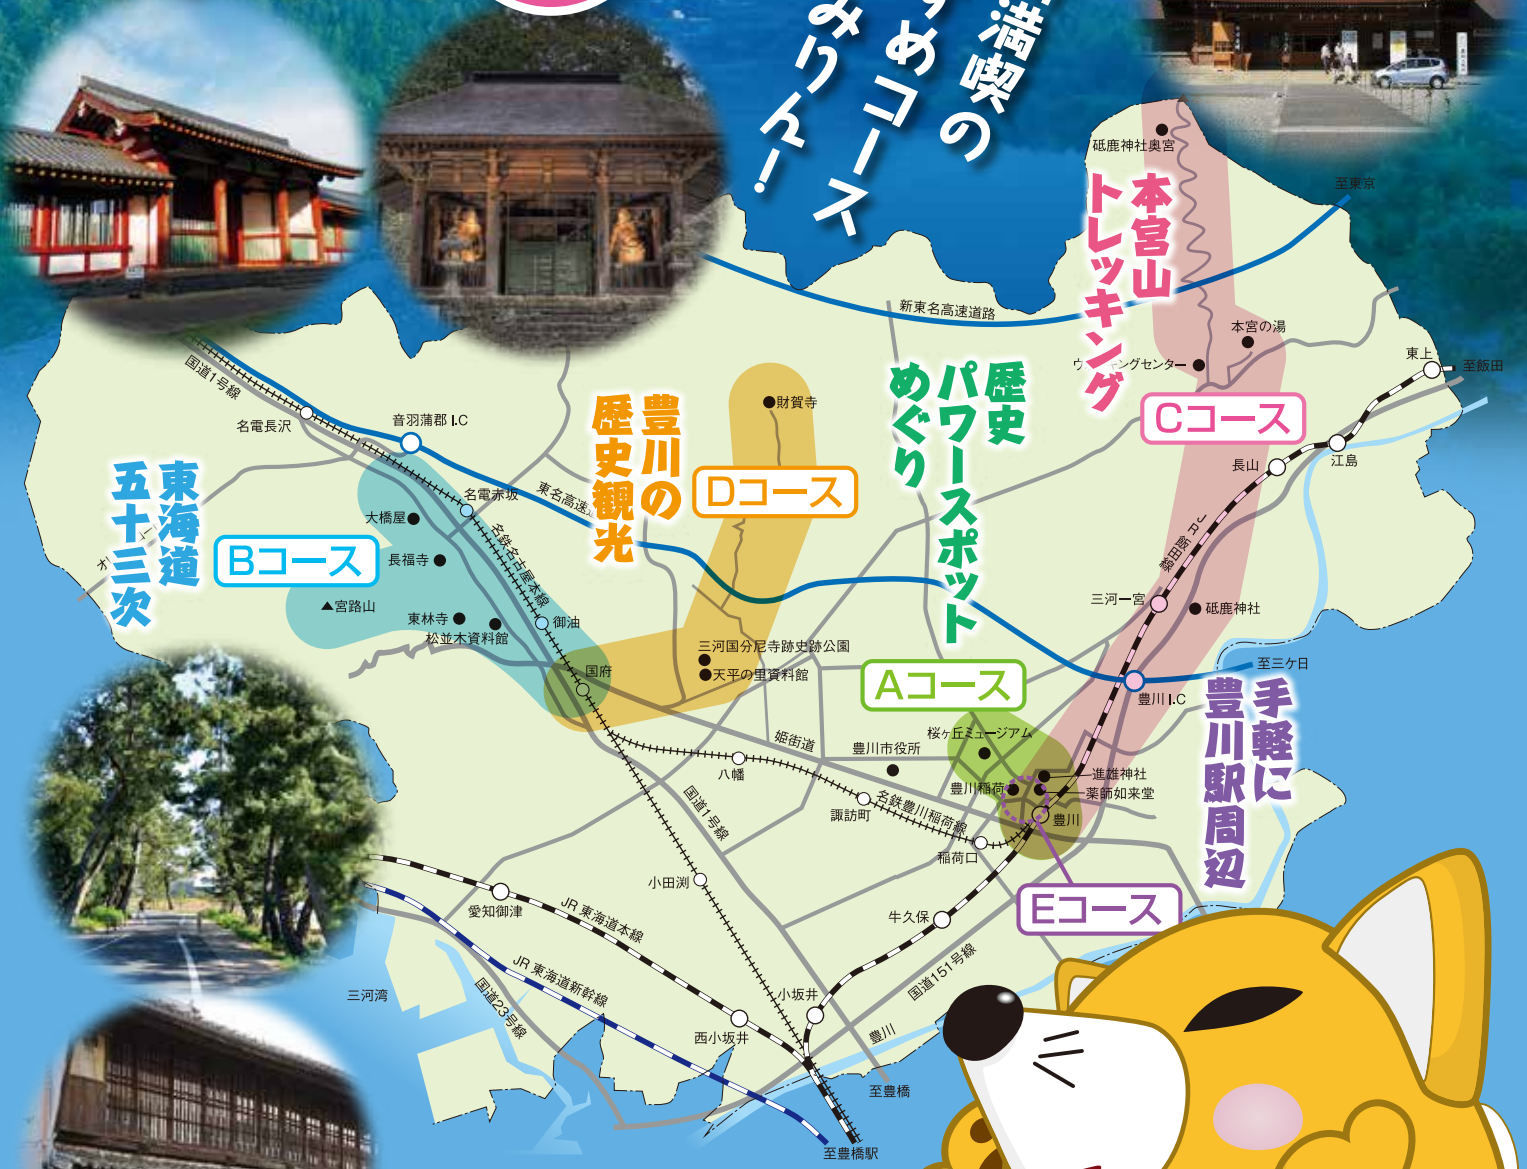 満喫の
すめコース
みりん!
砥鹿神社奥宮
至東京
本宮山
トレッキング
新東名高速道路
本宮の湯
東上
至飯田
Cコース
長山
江島
JR飯田線
三河一宮
砥鹿神社
至三ケ日
豊川I.C
国道1号線
名電長沢
音羽蒲郡I.C
東海道
五十三次
Bコース
名電赤坂
大橋屋
長福寺
▲宮路山
東林寺
松並木資料館
名鉄名古屋本線
御油
国府
豊川の
歴史観光
Dコース
財賀寺
三河国分尼寺跡史跡公園
天平の里資料館
歴史
パワースポット
めぐり
Aコース
桜ヶ丘ミュージアム
豊川市役所
豊川稲荷
進雄神社
薬師如来堂
豊川
手軽に
豊川駅周辺
Eコース
姫街道
八幡
諏訪町
名鉄豊川稲荷線
稲荷口
国道1号線
小田渕
愛知御津
JR東海道本線
JR東海道新幹線
国道23号線
三河湾
西小坂井
小坂井
牛久保
国道151号線
豊川
至豊橋
至豊橋駅